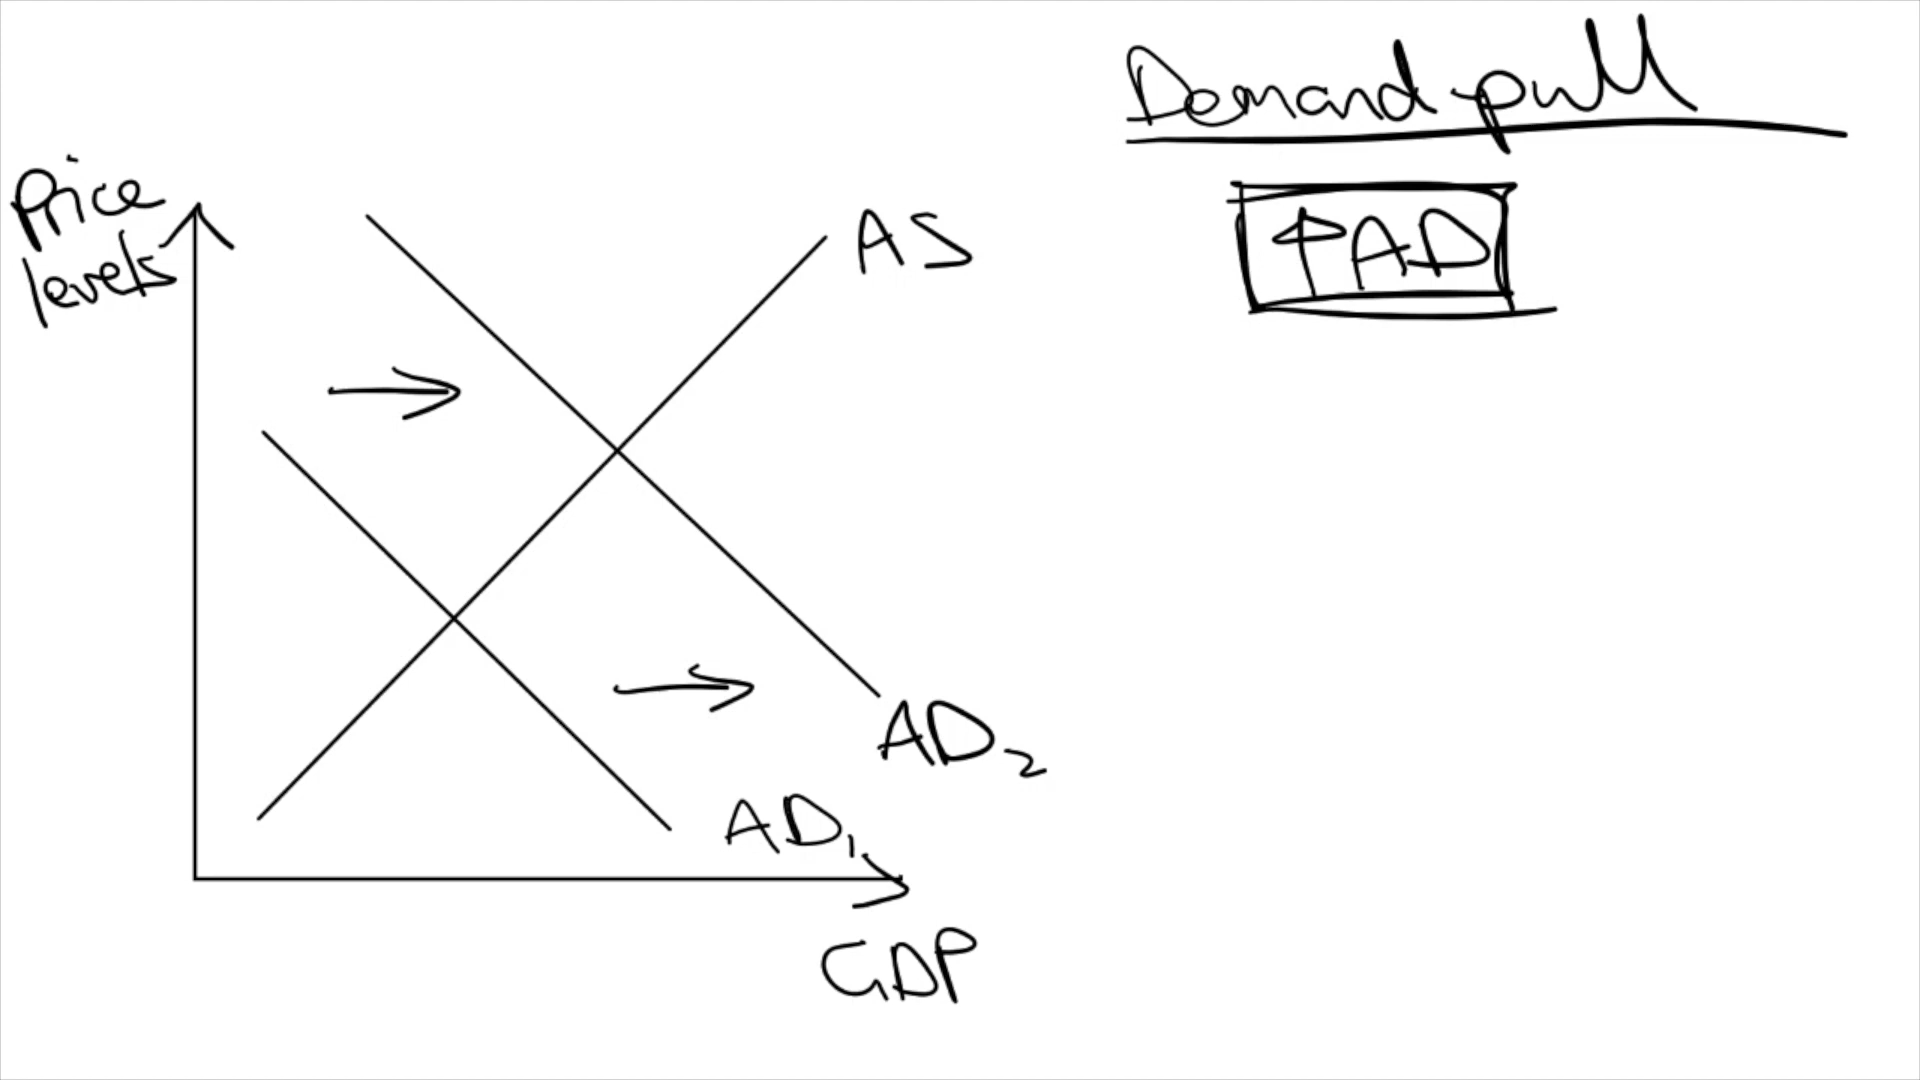 Demand-pull
↑AD
Price
levels
AS
AD₂
AD₁
GDP